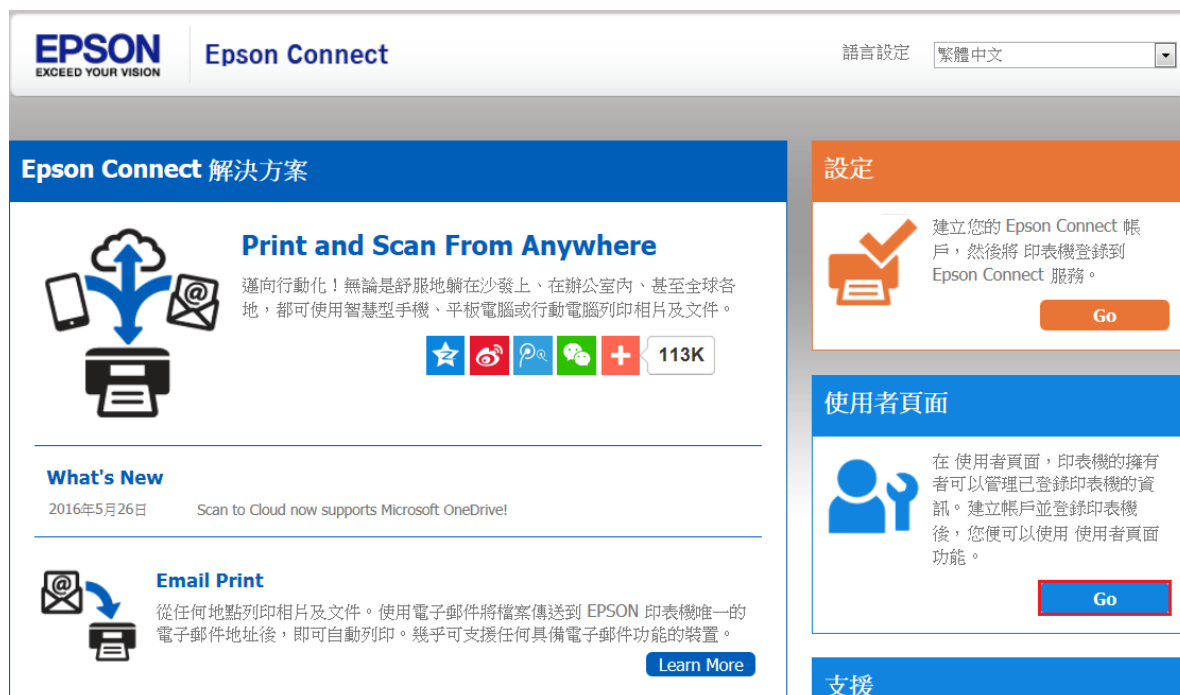 EPSON
EXCEED YOUR VISION
Epson Connect
語言設定
繁體中文
Epson Connect 解決方案
Print and Scan From Anywhere
邁向行動化！無論是舒服地躺在沙發上、在辦公室內、甚至全球各
地，都可使用智慧型手機、平板電腦或行動電腦列印相片及文件。
113K
What's New
2016年5月26日 Scan to Cloud now supports Microsoft OneDrive!
Email Print
從任何地點列印相片及文件。使用電子郵件將檔案傳送到 EPSON 印表機唯一的
電子郵件地址後，即可自動列印。幾乎可支援任何具備電子郵件功能的裝置。
Learn More
設定
建立您的 Epson Connect 帳
戶，然後將 印表機登錄到
Epson Connect 服務。
Go
使用者頁面
在 使用者頁面，印表機的擁有
者可以管理已登錄印表機的資
訊。建立帳戶並登錄印表機
後，您便可以使用 使用者頁面
功能。
Go
支援